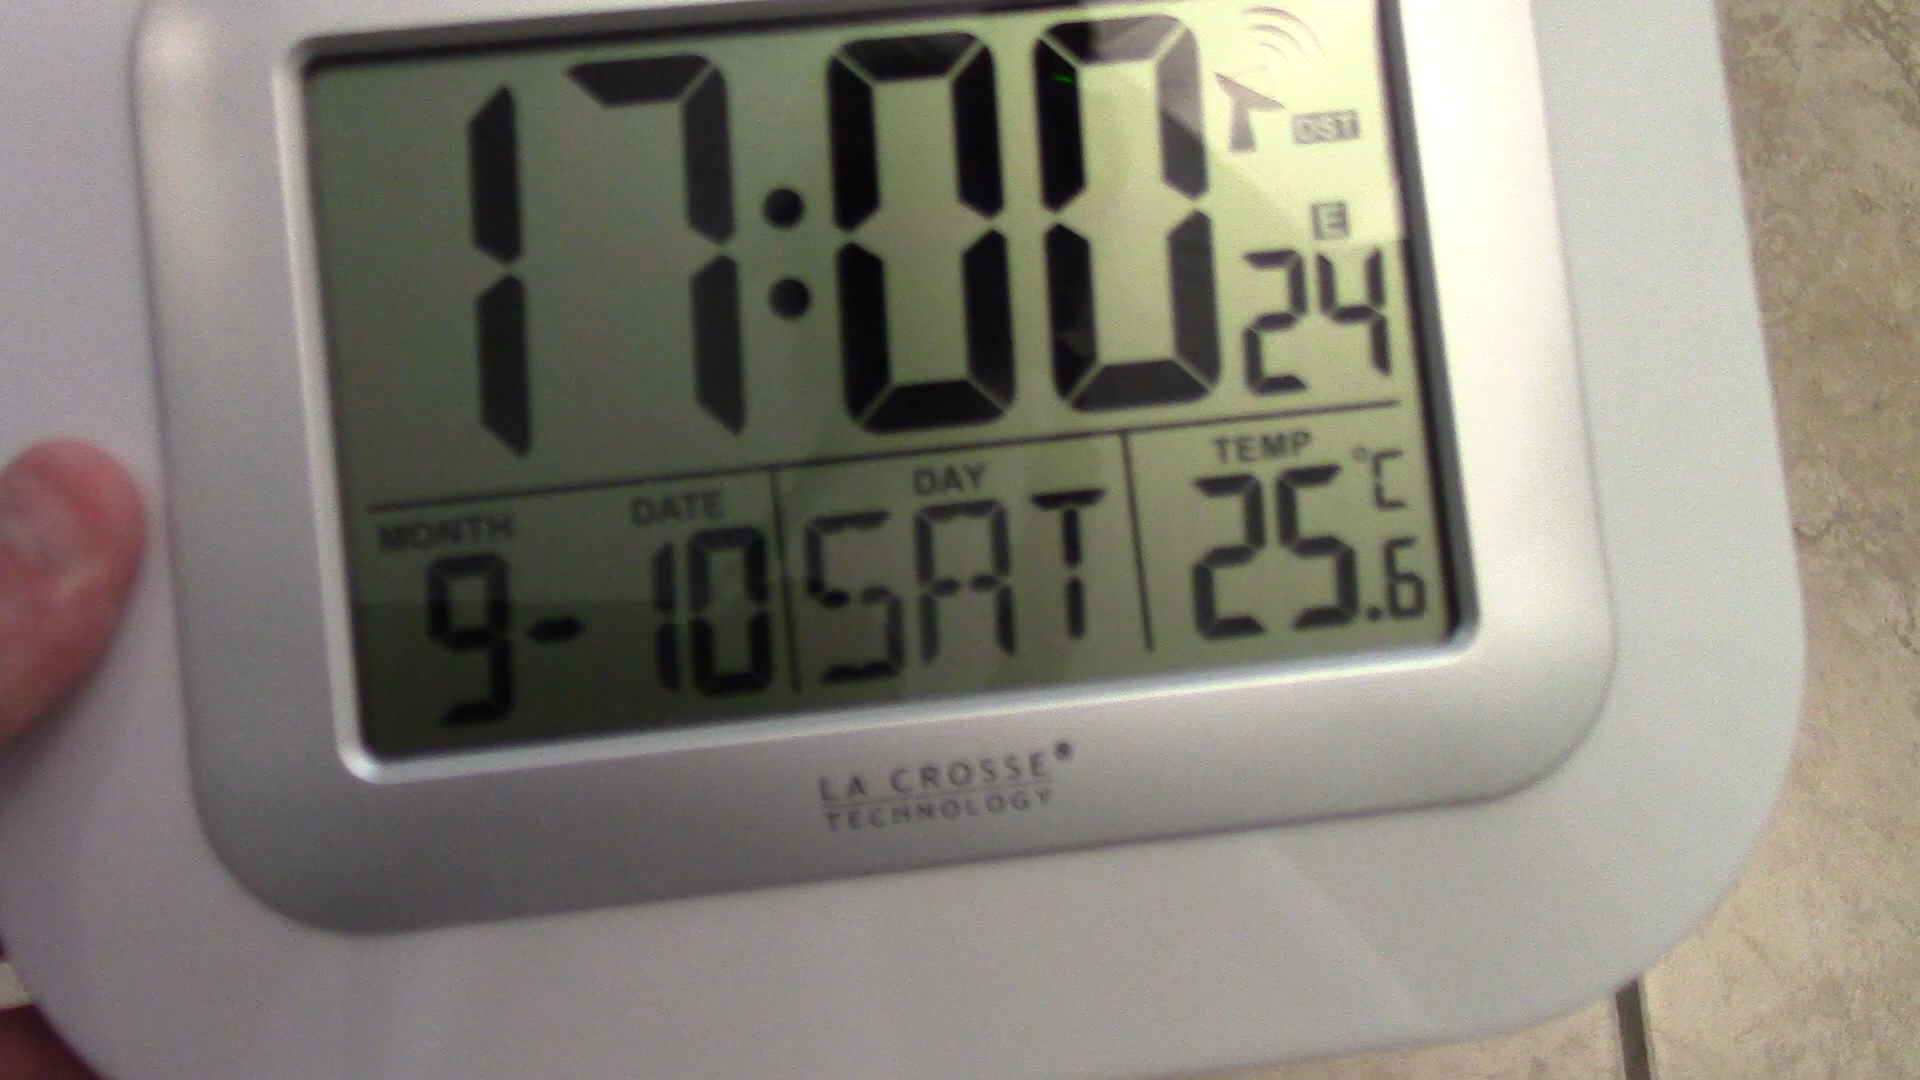 17:00
DST
E
24
MONTH DATE DAY TEMP
9-10 SAT 25.6 °C
LA CROSSE
TECHNOLOGY